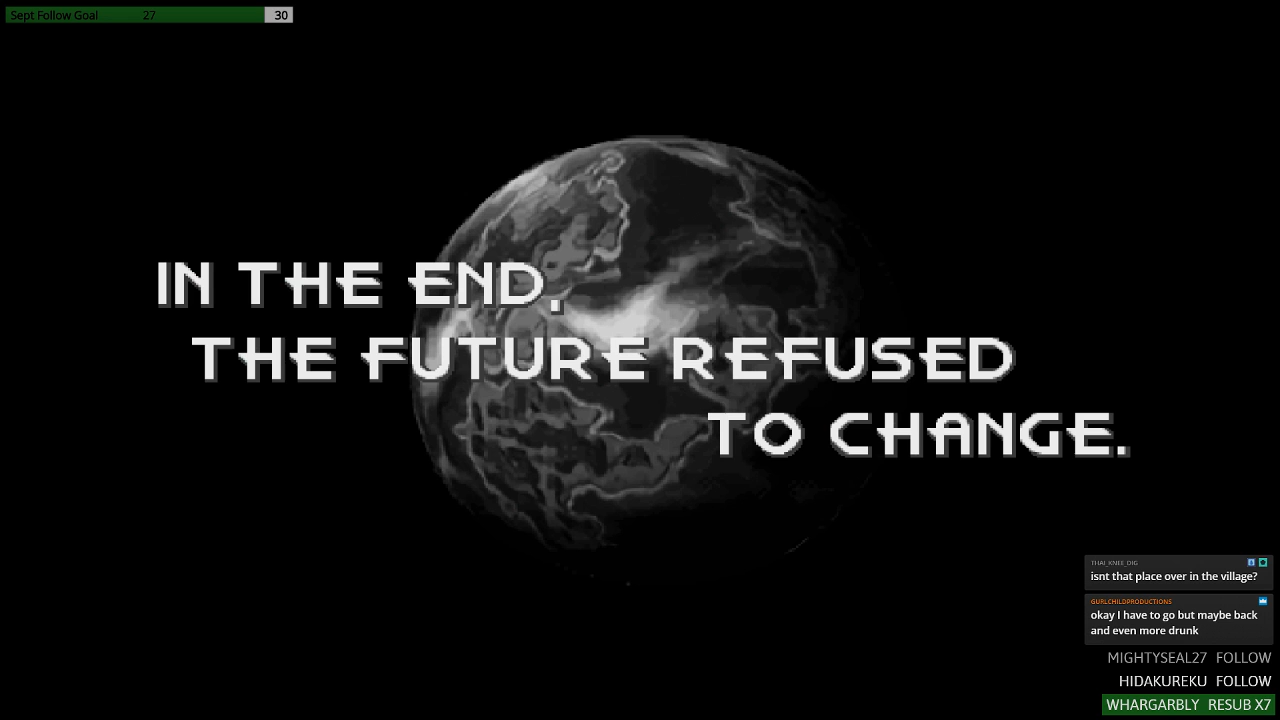 Sept Follow Goal 27 30
IN THE END,
THE FUTURE REFUSED
TO CHANGE.
THAI_KNEE_DIG
isnt that place over in the village?
GURLCHILDPRODUCTIONS
okay I have to go but maybe back
and even more drunk
MIGHTYSEAL27 FOLLOW
HIDAKUREKU FOLLOW
WHARGARBLY RESUB X7